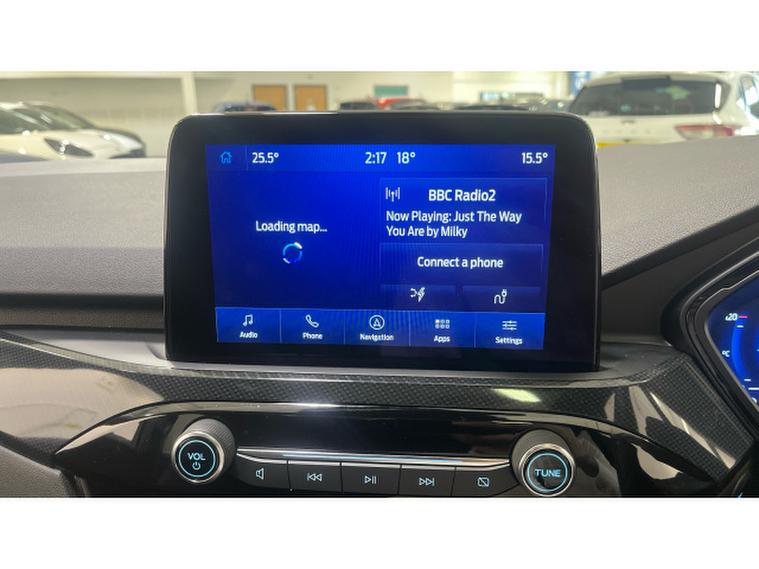 25.5° 2:17 18° 15.5°
Loading map...
BBC Radio2
Now Playing: Just The Way
You Are by Milky
Connect a phone
Audio Phone Navigation Apps Settings
VOL
TUNE
120
°C